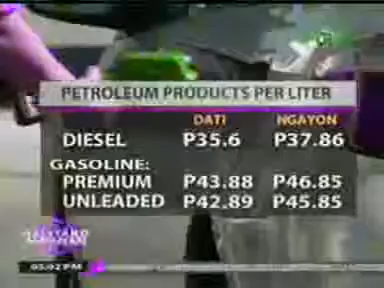 PETROLEUM PRODUCTS PER LITER
DATI NGAYON
DIESEL P35.6 P37.86
GASOLINE:
PREMIUM P43.88 P46.85
UNLEADED P42.89 P45.85
05:02 PM